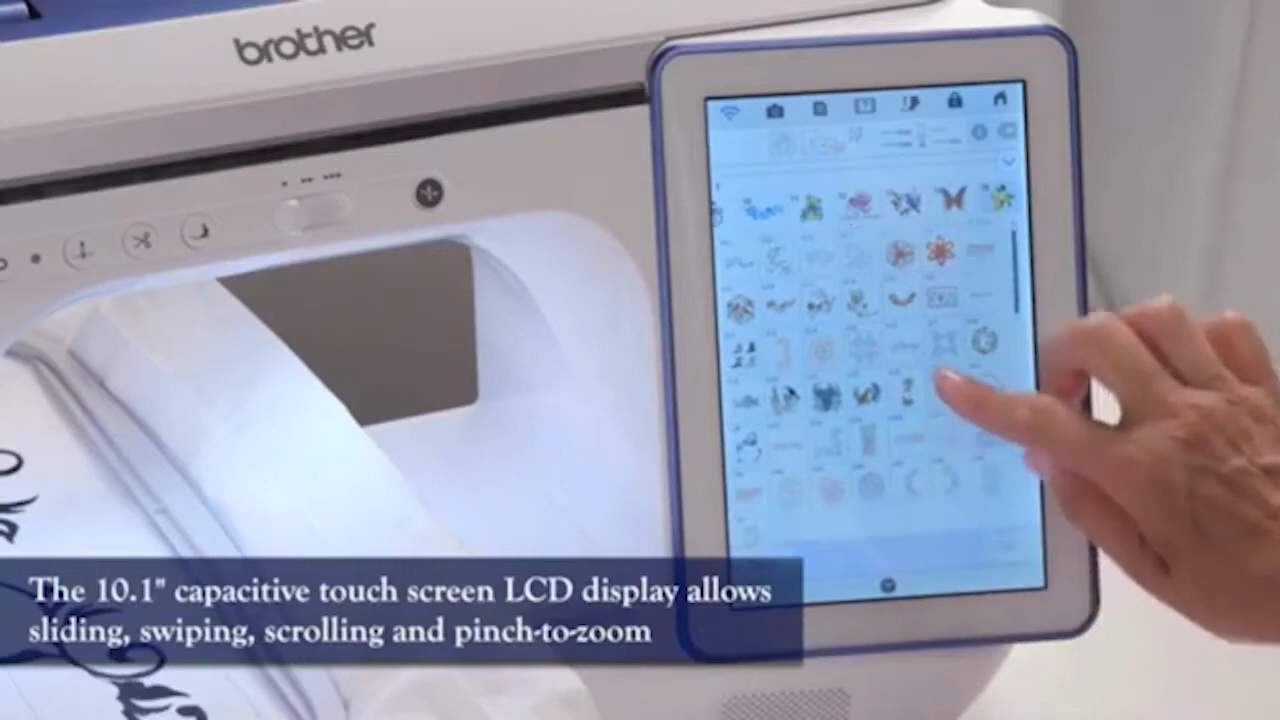 brother
The 10.1" capacitive touch screen LCD display allows
sliding, swiping, scrolling and pinch-to-zoom